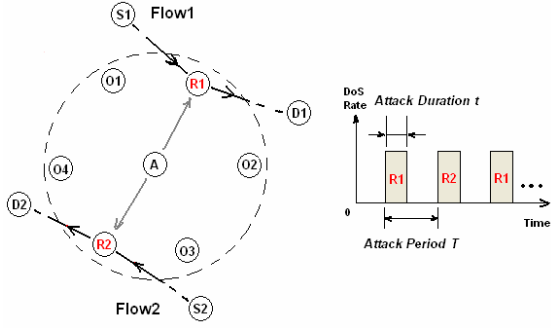 S1
Flow1
O1
R1
D1
A
O2
O4
D2
R2
O3
Flow2
S2
DoS
Rate
Attack Duration t
R1
R2
R1
...
0
Time
Attack Period T